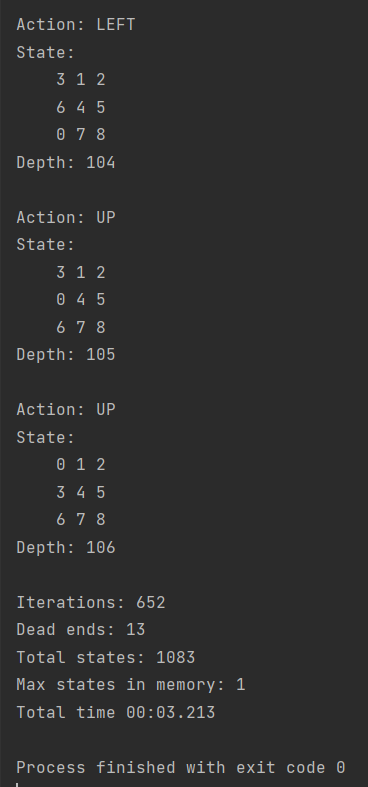 Action: LEFT
State:
3 1 2
6 4 5
0 7 8
Depth: 104
Action: UP
State:
3 1 2
0 4 5
6 7 8
Depth: 105
Action: UP
State:
0 1 2
3 4 5
6 7 8
Depth: 106
Iterations: 652
Dead ends: 13
Total states: 1083
Max states in memory: 1
Total time 00:03.213
Process finished with exit code 0